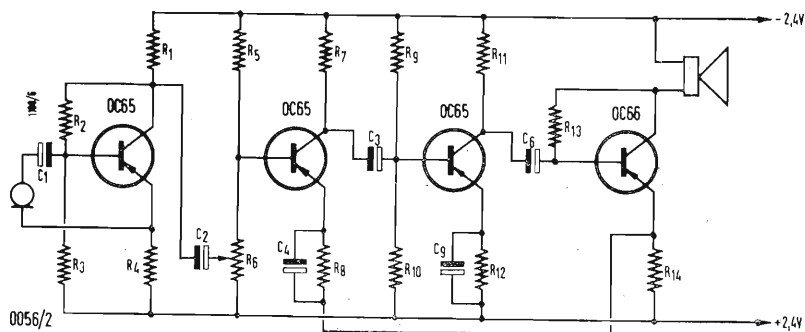 - 2,4V
R1
R5
R7
R9
R11
OC65
OC65
OC65
OC66
R2
R13
C3
C6
C1
C2
C4
C9
R3
R4
R6
R8
R10
R12
R14
0056/2
+2,4V